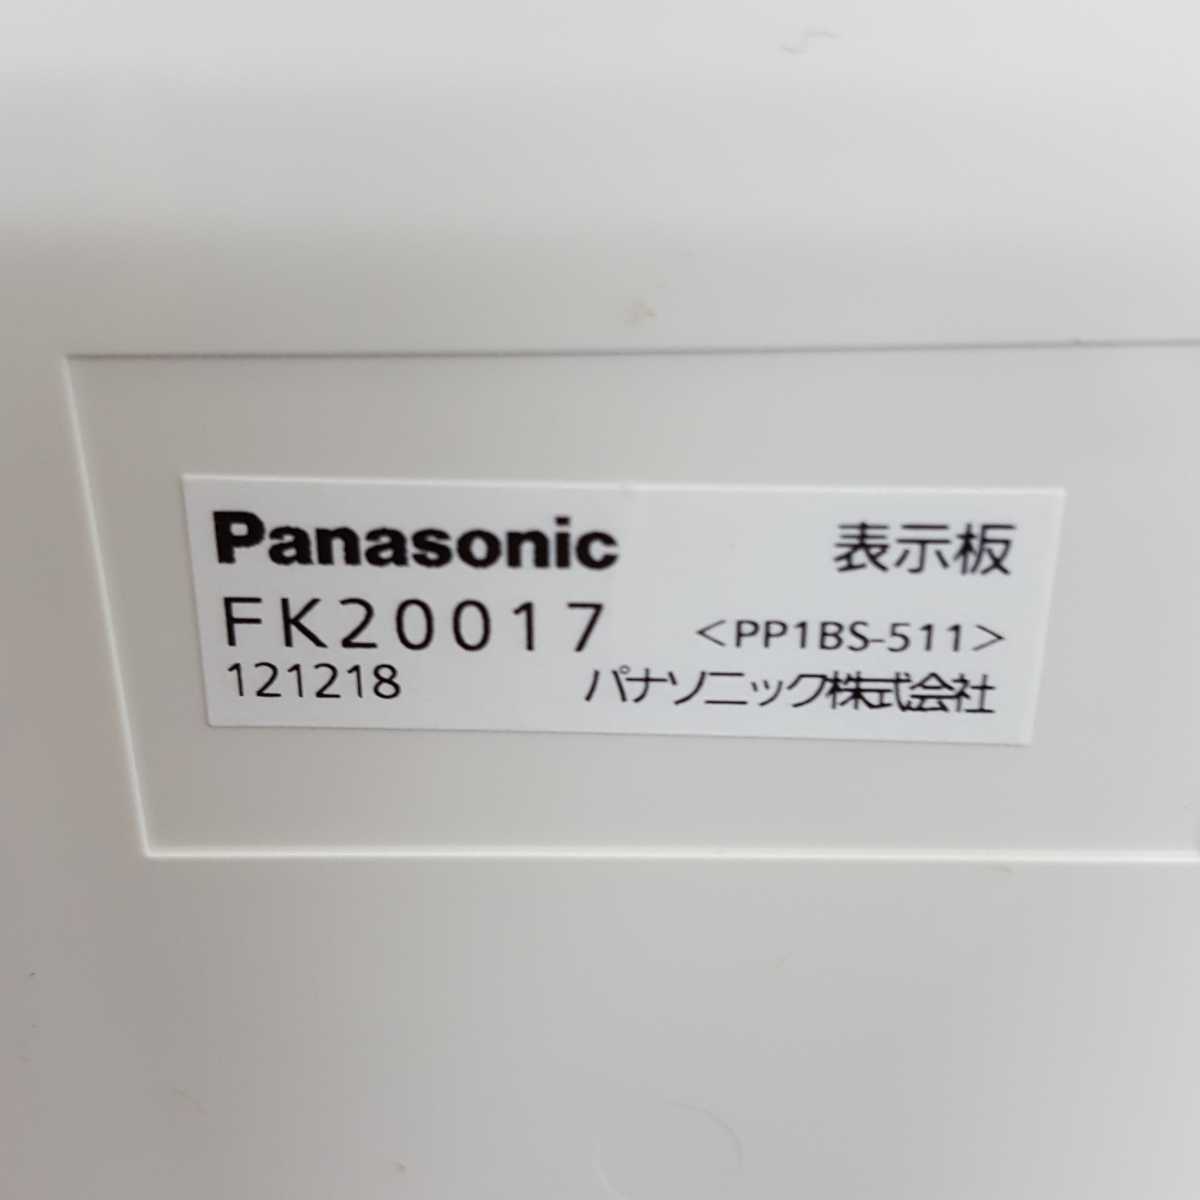 Panasonic 表示板
FK20017 <PP1BS-511>
121218 パナソニック株式会社